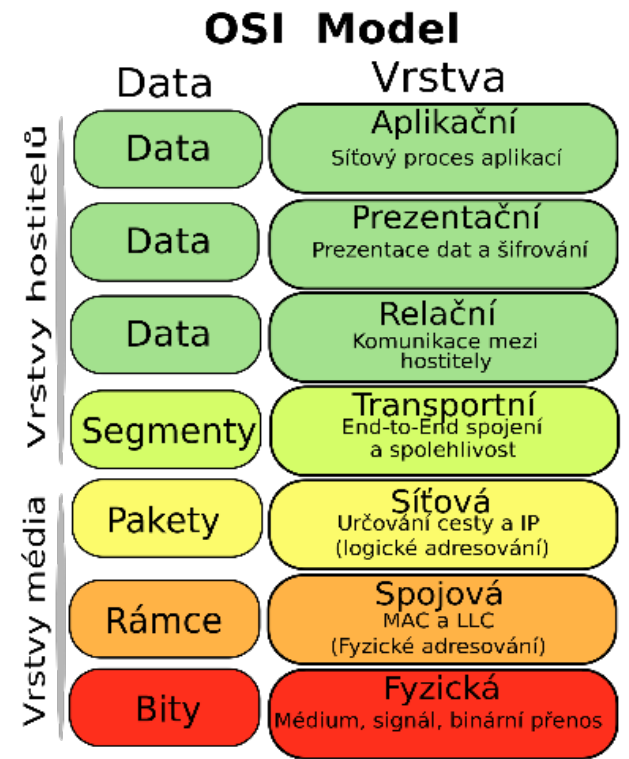 OSI Model
Data
Vrstva
Vrstvy hostitelů
Data
Aplikační
Síťový proces aplikací
Data
Prezentační
Prezentace dat a šifrování
Data
Relační
Komunikace mezi
hostitely
Segmenty
Transportní
End-to-End spojení
a spolehlivost
Vrstvy média
Pakety
Síťová
Určování cesty a IP
(logické adresování)
Rámce
Spojová
MAC a LLC
(Fyzické adresování)
Bity
Fyzická
Médium, signál, binární přenos